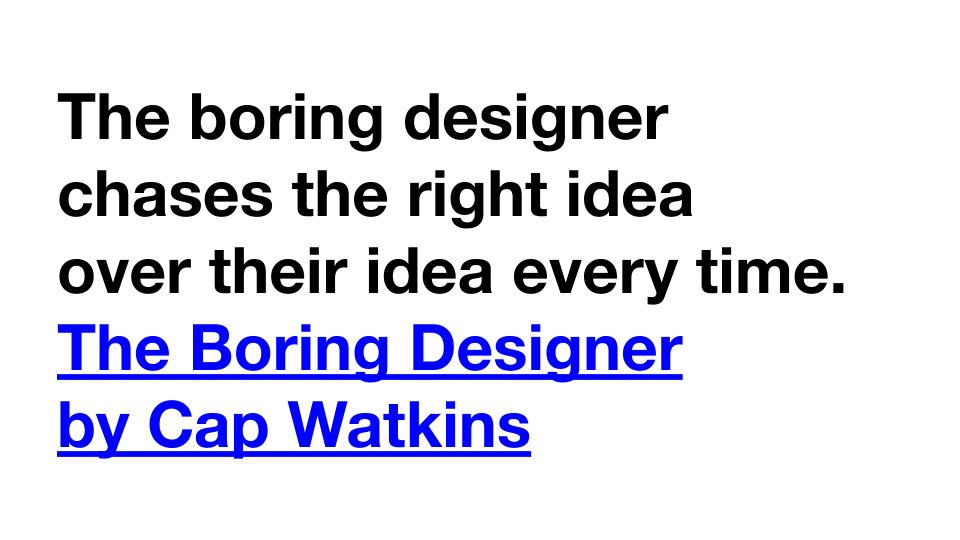 The boring designer
chases the right idea
over their idea every time.
The Boring Designer
by Cap Watkins